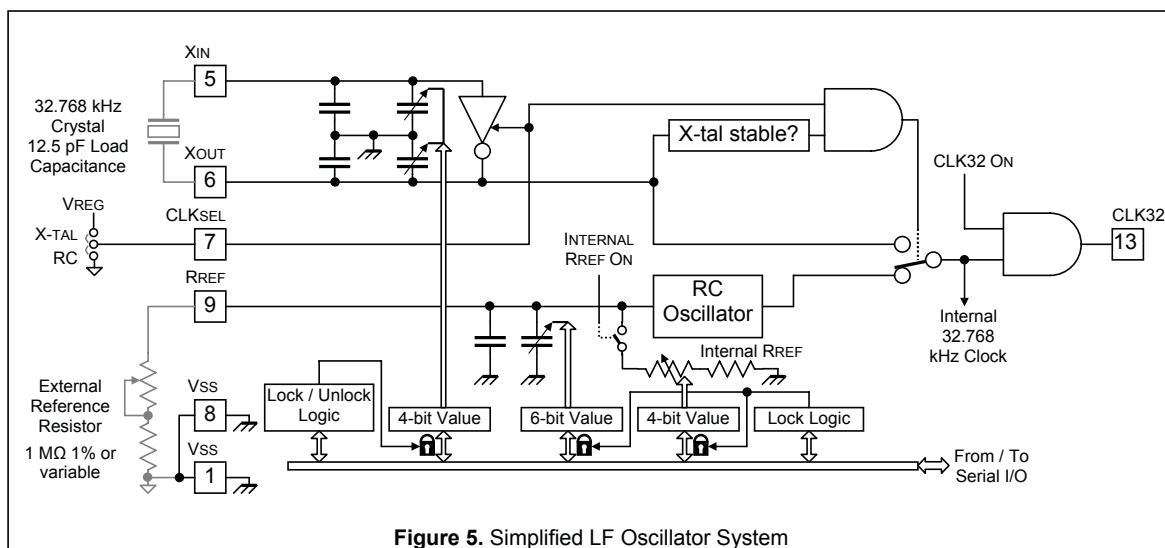 XIN
5
32.768 kHz
Crystal
12.5 pF Load
Capacitance
XOUT
6
VREG
X-TAL
RC
CLKSEL
7
RREF
9
External
Reference
Resistor
1 MΩ 1% or
variable
VSS
8
VSS
1
X-tal stable?
CLK32 ON
CLK32
13
INTERNAL
RREF ON
RC
Oscillator
Internal
32.768
kHz Clock
Internal RREF
Lock / Unlock
Logic
4-bit Value
6-bit Value
4-bit Value
Lock Logic
From / To
Serial I/O
Figure 5. Simplified LF Oscillator System